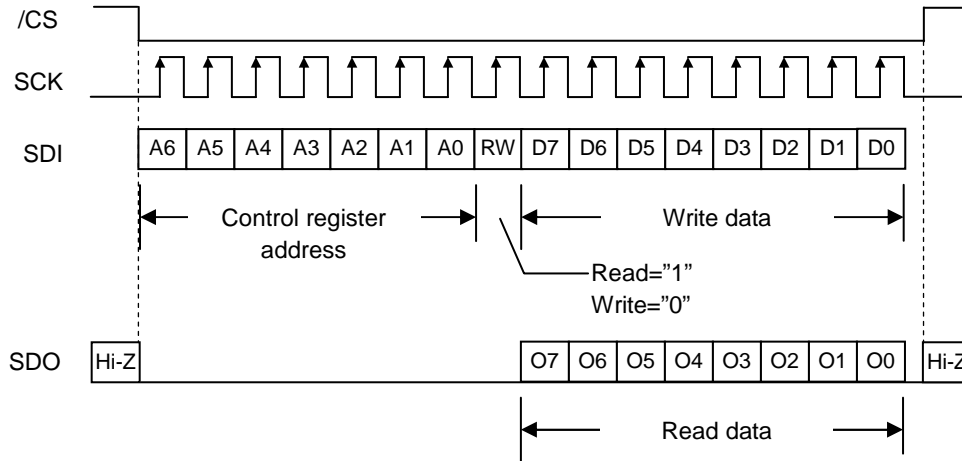 /CS
SCK
SDI A6 A5 A4 A3 A2 A1 A0 RW D7 D6 D5 D4 D3 D2 D1 D0
Control register
address
Write data
Read=”1”
Write=”0”
SDO Hi-Z O7 O6 O5 O4 O3 O2 O1 O0 Hi-Z
Read data